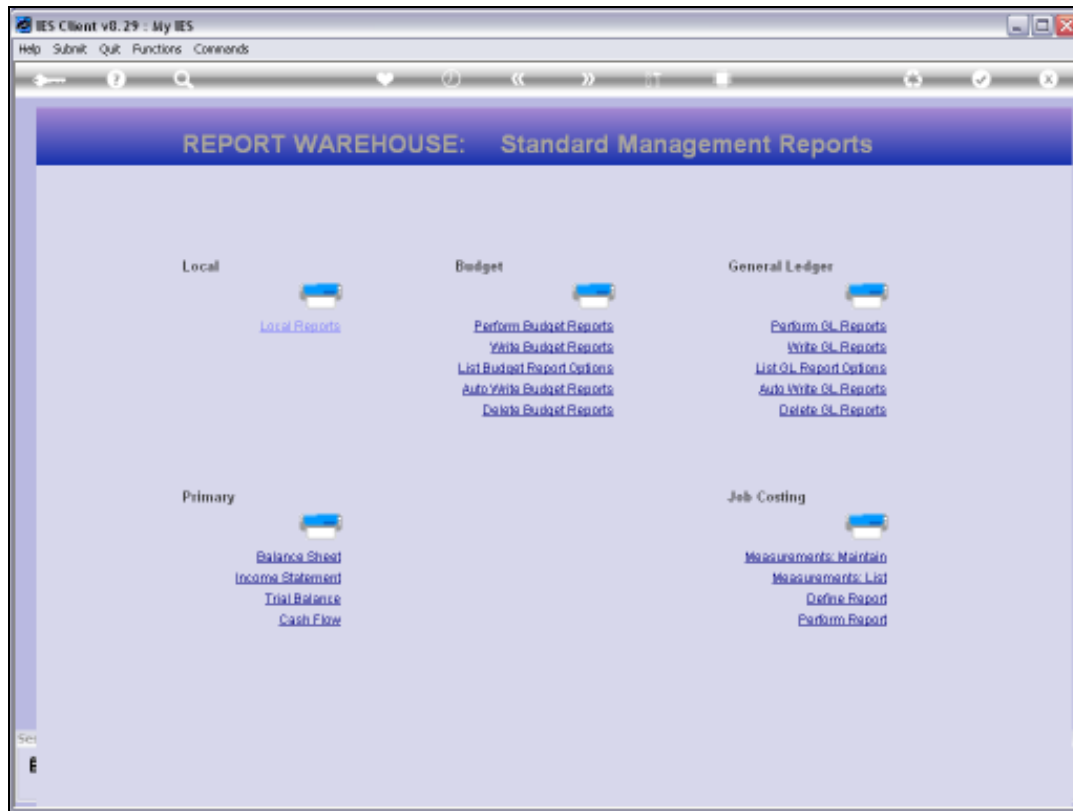 IES Client v8.29 : My IES
Help Submit Quit Functions Commands
REPORT WAREHOUSE: Standard Management Reports
Local
Local Reports
Budget
Perform Budget Reports
Write Budget Reports
List Budget Report Options
Auto Write Budget Reports
Delete Budget Reports
General Ledger
Perform GL Reports
Write GL Reports
List GL Report Options
Auto Write GL Reports
Delete GL Reports
Primary
Balance Sheet
Income Statement
Trial Balance
Cash Flow
Job Costing
Measurements: Maintain
Measurements: List
Define Report
Perform Report